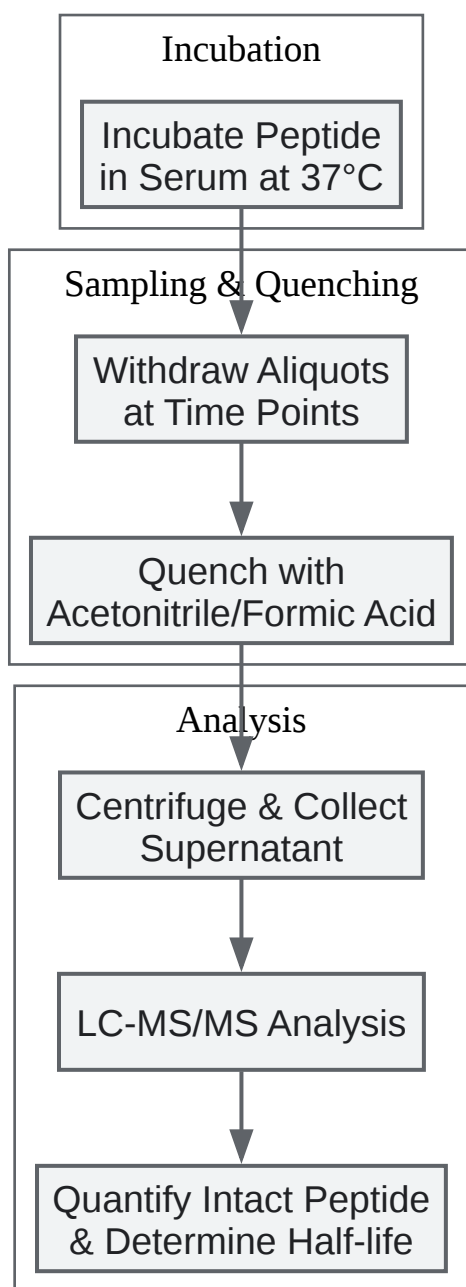 Incubation
Incubate Peptide
in Serum at 37°C
Sampling & Quenching
Withdraw Aliquots
at Time Points
Quench with
Acetonitrile/Formic Acid
Analysis
Centrifuge & Collect
Supernatant
LC-MS/MS Analysis
Quantify Intact Peptide
& Determine Half-life